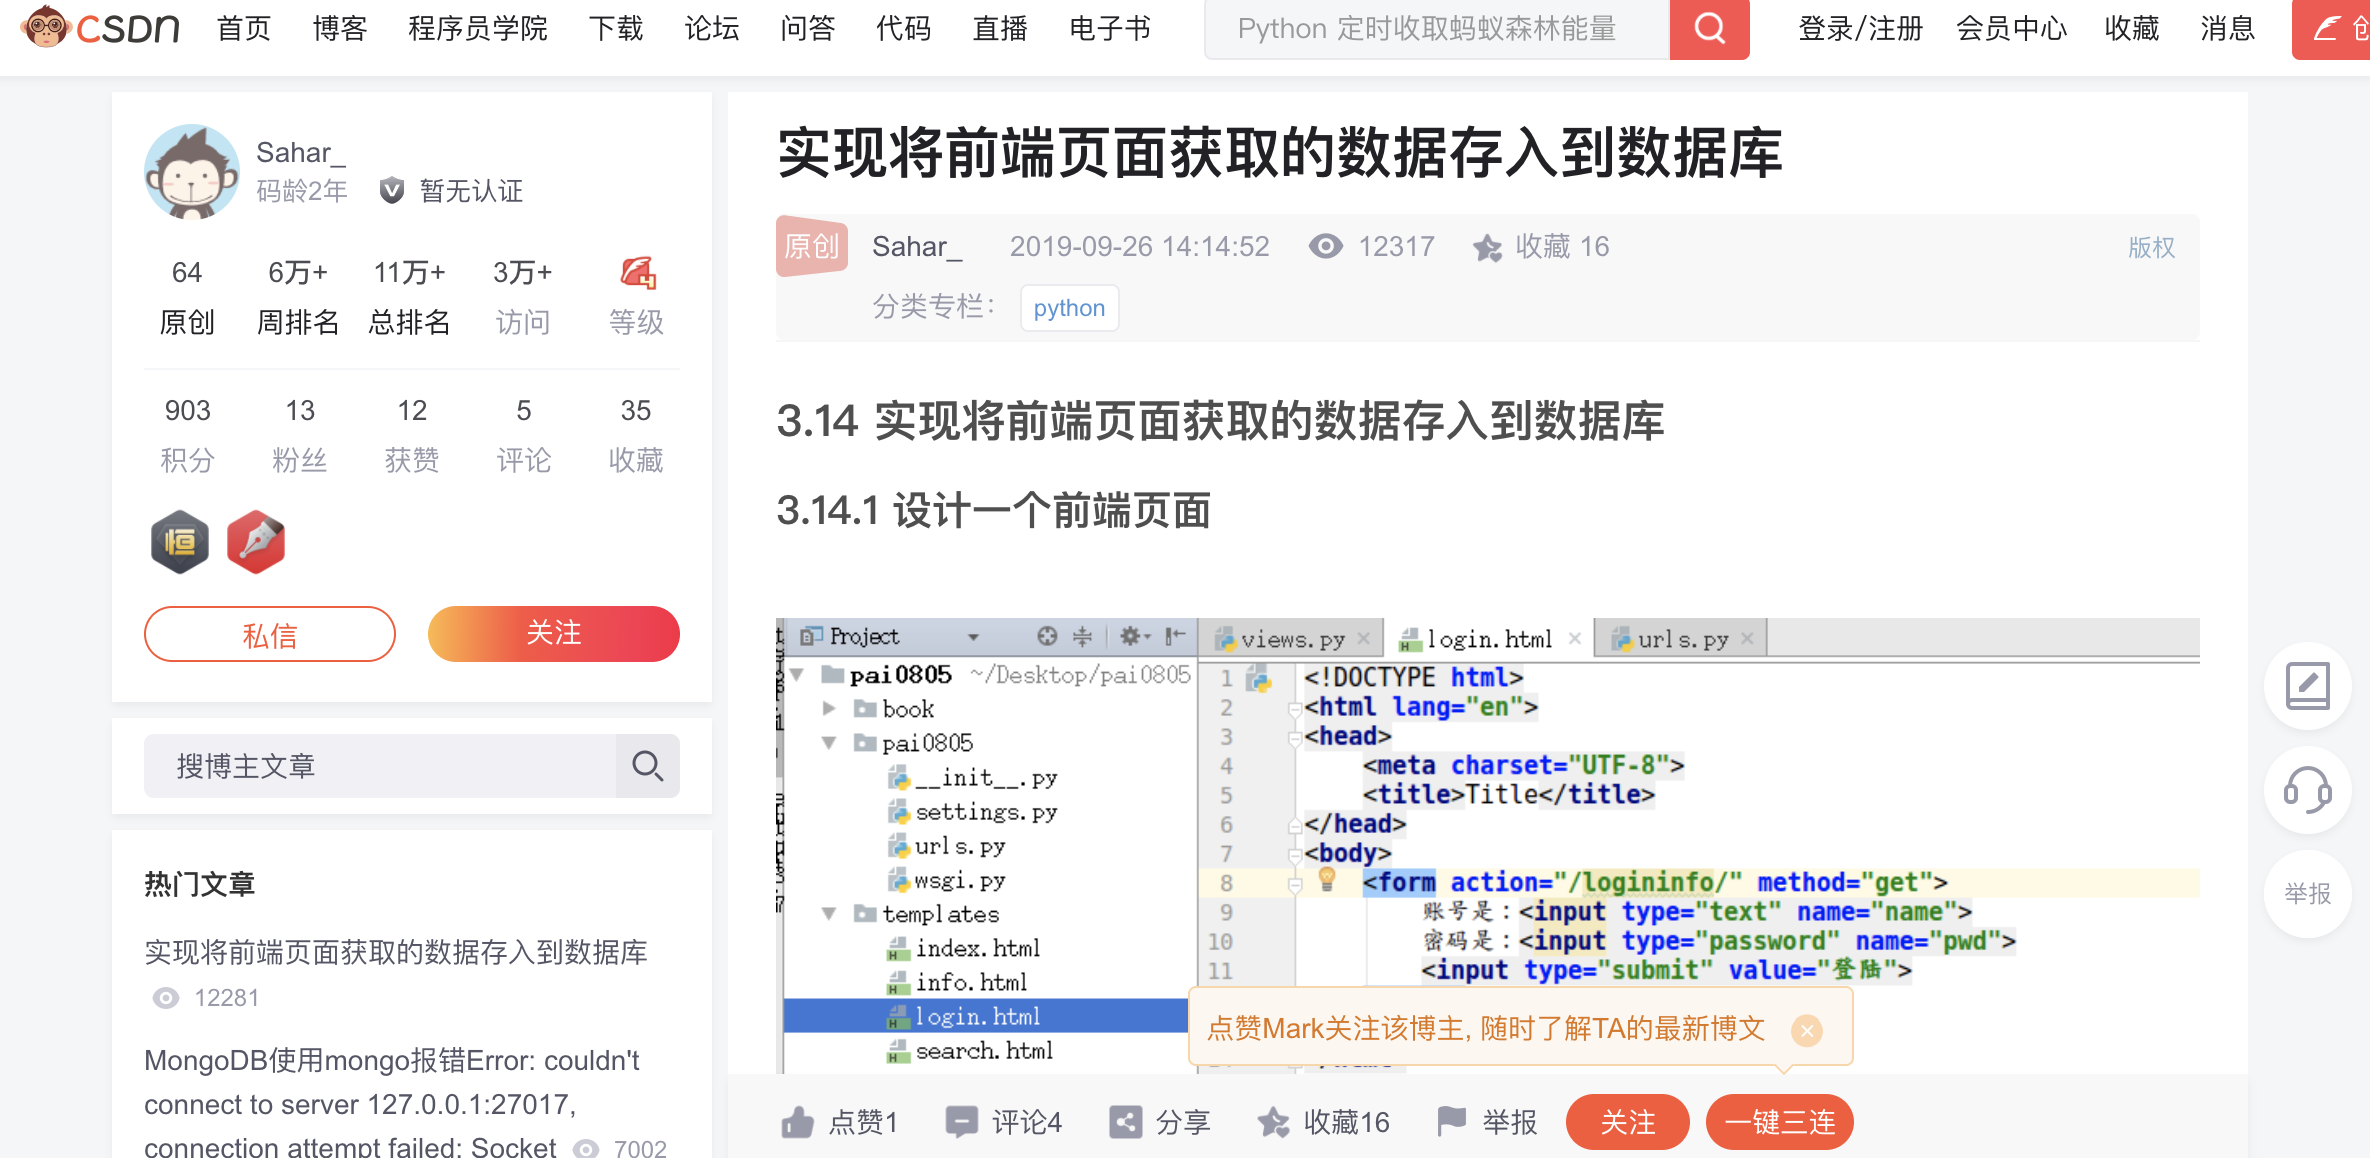 CSDN 首页 博客 程序员学院 下载 论坛 问答 代码 直播 电子书 Python 定时收取蚂蚁森林能量 登录/注册 会员中心 收藏 消息
Sahar_
码龄2年 暂无认证
64 6万+ 11万+ 3万+ 4
原创 周排名 总排名 访问 等级
903 13 12 5 35
积分 粉丝 获赞 评论 收藏
恒
私信 关注
搜博主文章
热门文章
实现将前端页面获取的数据存入到数据库
12281
MongoDB使用mongo报错Error: couldn't
connect to server 127.0.0.1:27017,
connection attempt failed: Socket 7002
实现将前端页面获取的数据存入到数据库
原创 Sahar_ 2019-09-26 14:14:52 12317 收藏 16 版权
分类专栏： python
3.14 实现将前端页面获取的数据存入到数据库
3.14.1 设计一个前端页面
Project
pai0805 ~/Desktop/pai0805
book
pai0805
__init__.py
settings.py
urls.py
wsgi.py
templates
index.html
info.html
login.html
search.html
views.py login.html urls.py
1 <!DOCTYPE html>
2 <html lang="en">
3 <head>
4 <meta charset="UTF-8">
5 <title>Title</title>
6 </head>
7 <body>
8 <form action="/logininfo/" method="get">
9 账号是：<input type="text" name="name">
10 密码是：<input type="password" name="pwd">
11 <input type="submit" value="登陆">
点赞Mark关注该博主, 随时了解TA的最新博文
点赞1 评论4 分享 收藏16 举报 关注 一键三连
举报